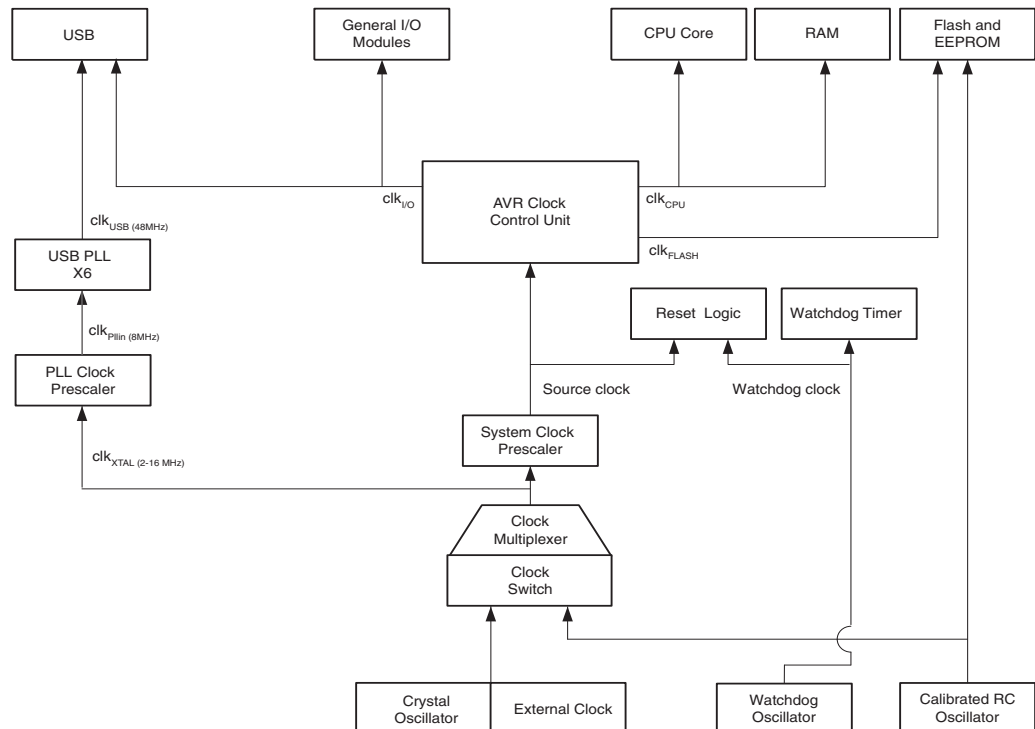 USB
General I/O
Modules
CPU Core
RAM
Flash and
EEPROM
clkI/O
AVR Clock
Control Unit
clkCPU
clkUSB (48MHz)
clkFLASH
USB PLL
X6
Reset Logic
Watchdog Timer
clkPllin (8MHz)
PLL Clock
Prescaler
Source clock
Watchdog clock
System Clock
Prescaler
clkXTAL (2-16 MHz)
Clock
Multiplexer
Clock
Switch
Crystal
Oscillator
External Clock
Watchdog
Oscillator
Calibrated RC
Oscillator